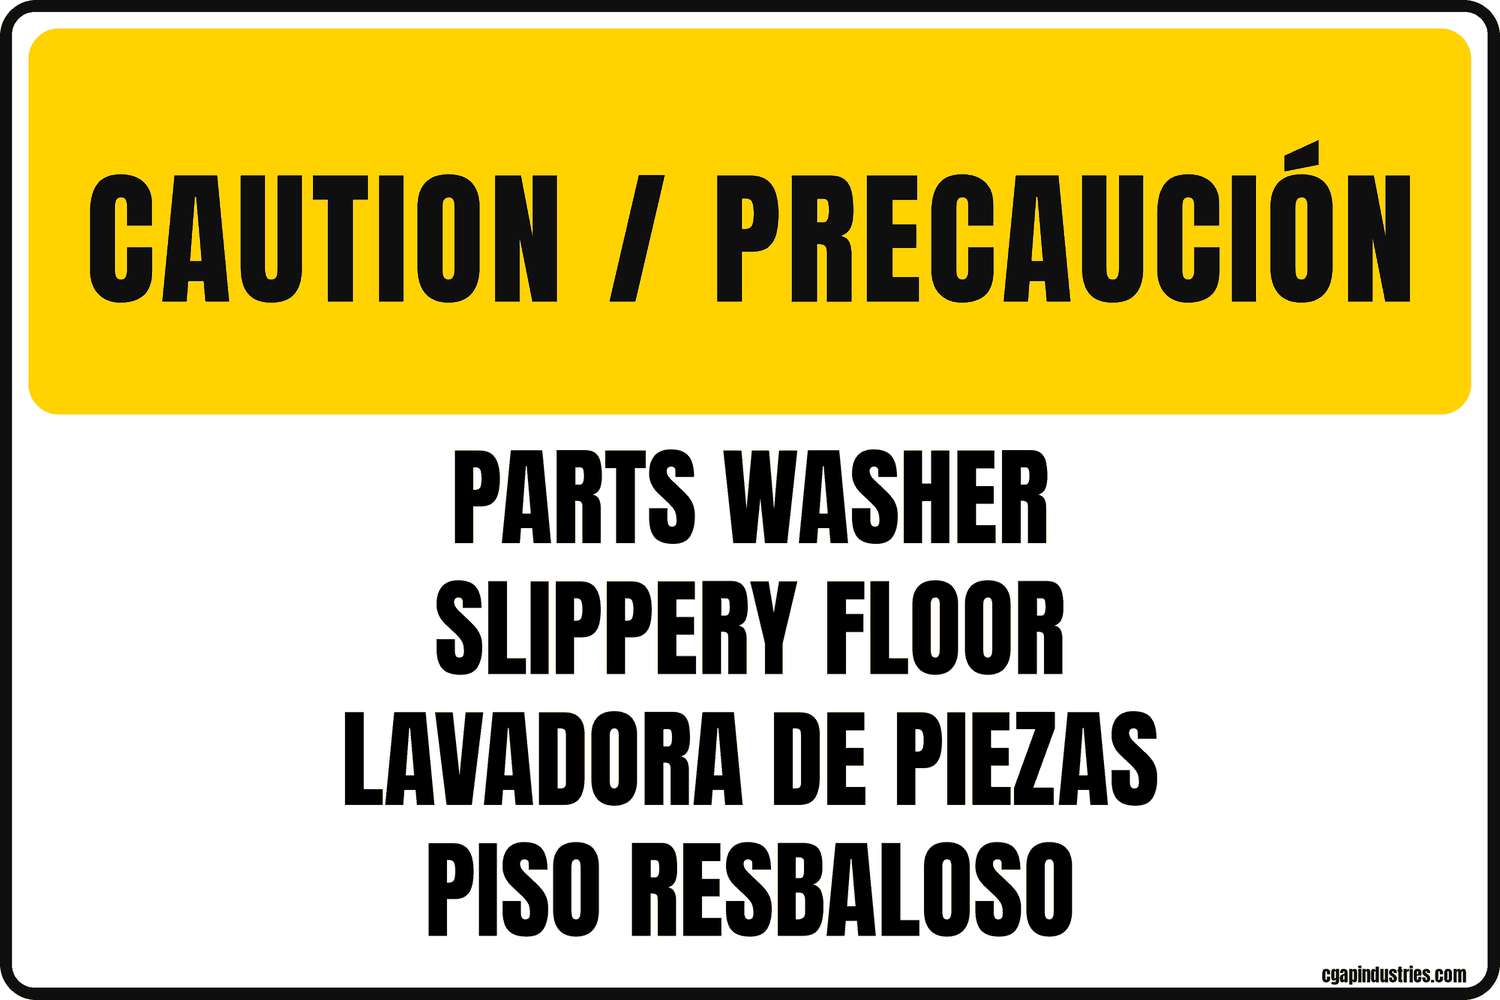 CAUTION / PRECAUCIÓN
PARTS WASHER
SLIPPERY FLOOR
LAVADORA DE PIEZAS
PISO RESBALOSO
cgapindustries.com